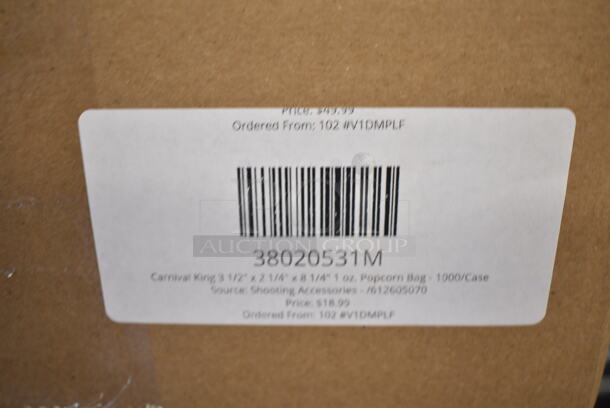 Price: $49.99
Ordered From: 102 #V1DMPLF
AUCTION GROUP
38020531M
Carnival King 3 1/2" x 2 1/4" x 8 1/4" 1 oz. Popcorn Bag - 1000/Case
Source: Shooting Accessories - /612605070
Price: $18.99
Ordered From: 102 #V1DMPLF